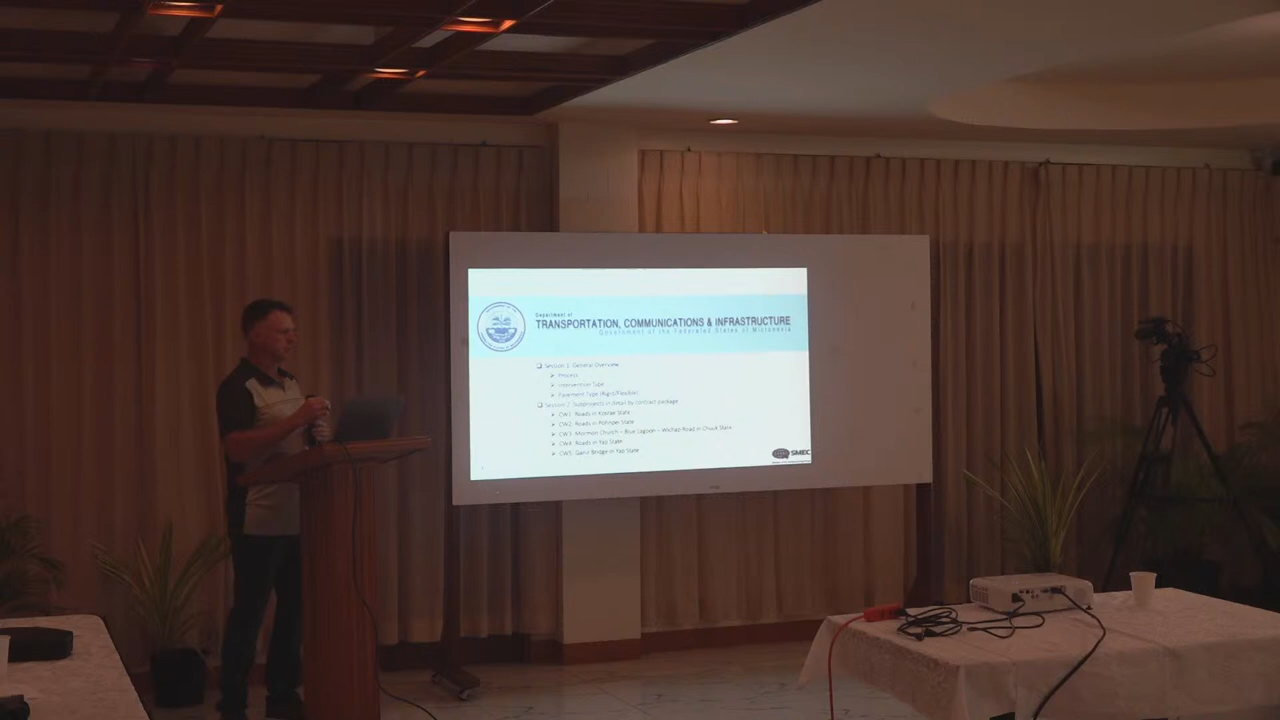 Department of
TRANSPORTATION, COMMUNICATIONS & INFRASTRUCTURE
Government of the Federated States of Micronesia
Session 1: General Overview
Process
Intervention Type
Pavement Type (Rigid/Flexible)
Session 2: Subprojects in detail by contract package
CW1: Roads in Kosrae State
CW2: Roads in Pohnpei State
CW3: Mormon Church – Blue Lagoon – Wichap Road in Chuuk State
CW4: Roads in Yap State
CW5: Bridge in Yap State
SMEC